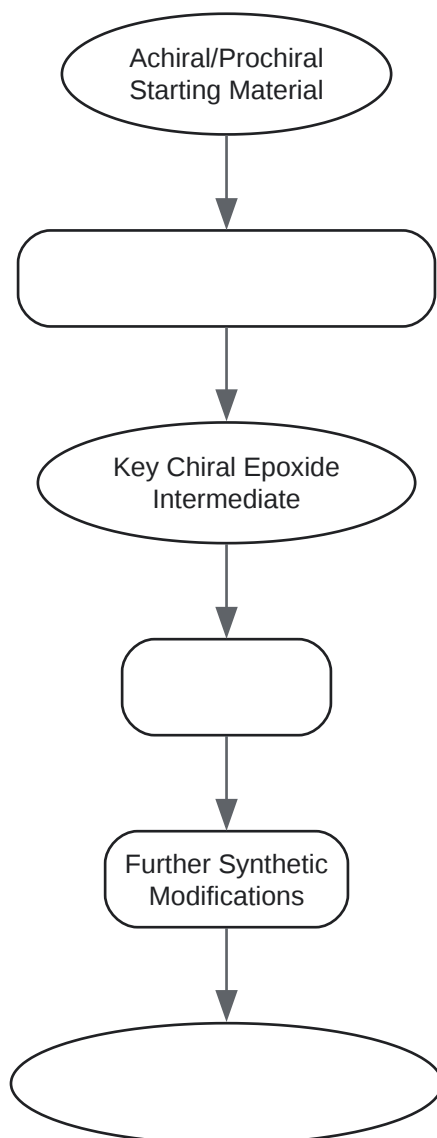 Achiral/Prochiral
Starting Material
Key Chiral Epoxide
Intermediate
Further Synthetic
Modifications